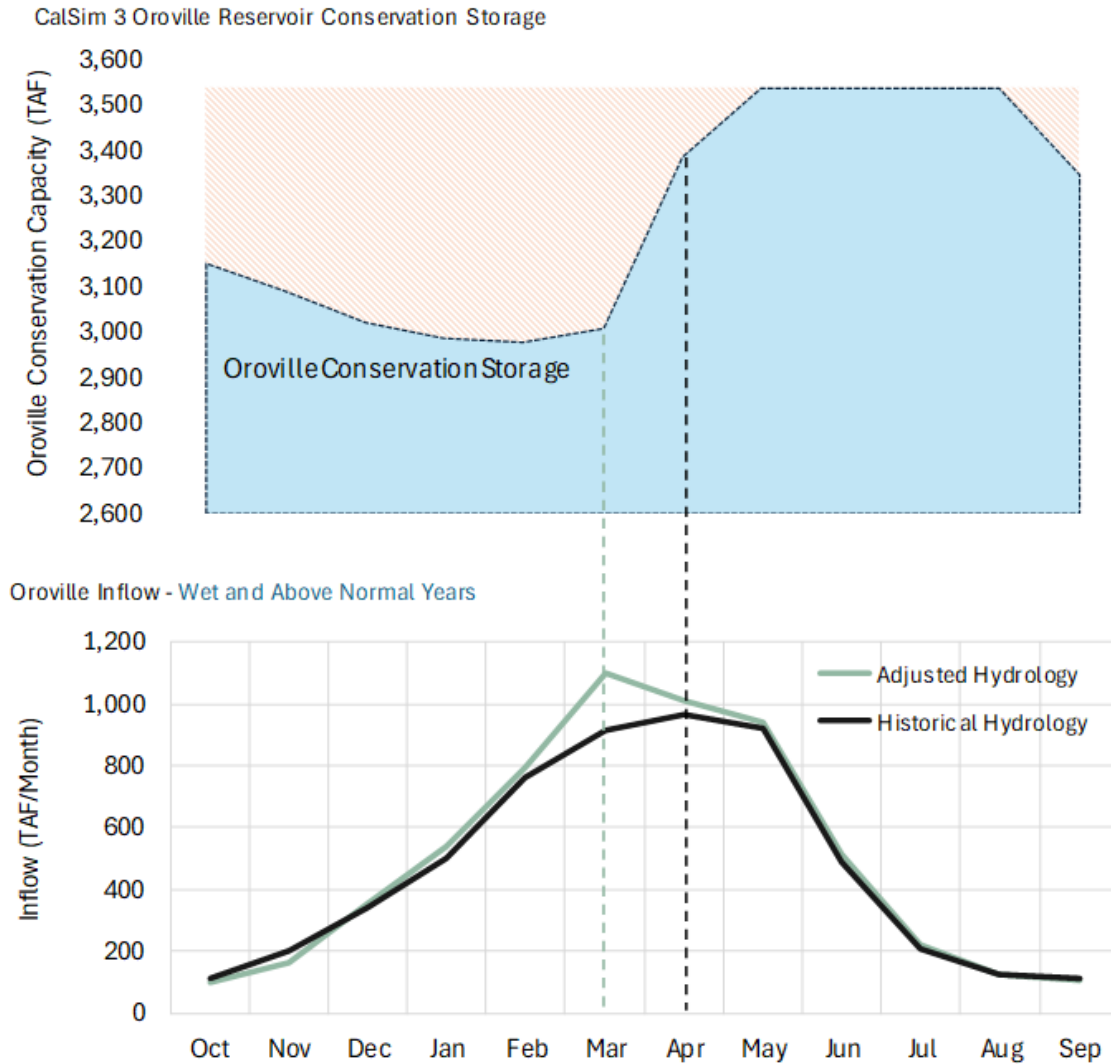 CalSim 3 Oroville Reservoir Conservation Storage
Oroville Conservation Capacity (TAF)
3,600
3,500
3,400
3,300
3,200
3,100
3,000
2,900
2,800
2,700
2,600
Oroville Conservation Storage
Oroville Inflow - Wet and Above Normal Years
Inflow (TAF/Month)
1,200
1,000
800
600
400
200
0
Adjusted Hydrology
Historical Hydrology
Oct Nov Dec Jan Feb Mar Apr May Jun Jul Aug Sep